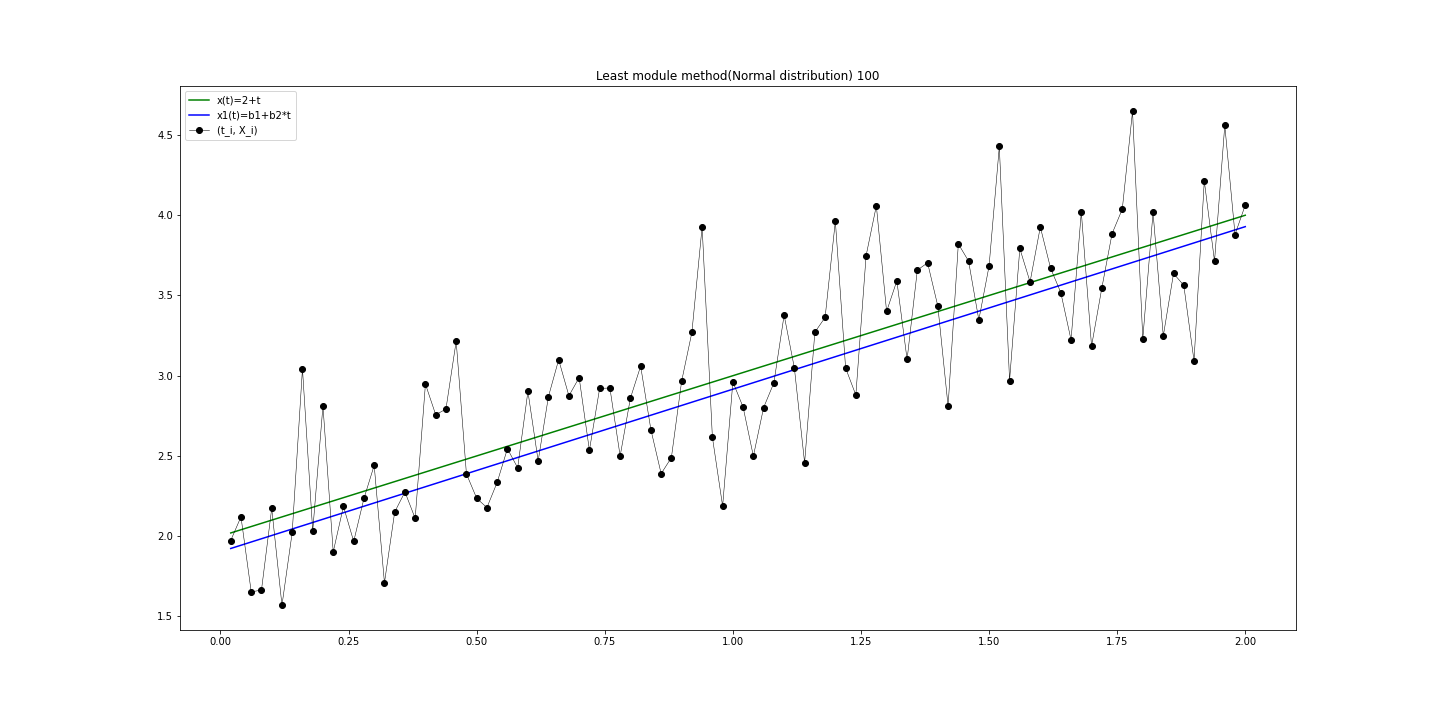 Least module method(Normal distribution) 100
x(t)=2+t
x1(t)=b1+b2*t
(t_i, X_i)
4.5
4.0
3.5
3.0
2.5
2.0
1.5
0.00 0.25 0.50 0.75 1.00 1.25 1.50 1.75 2.00